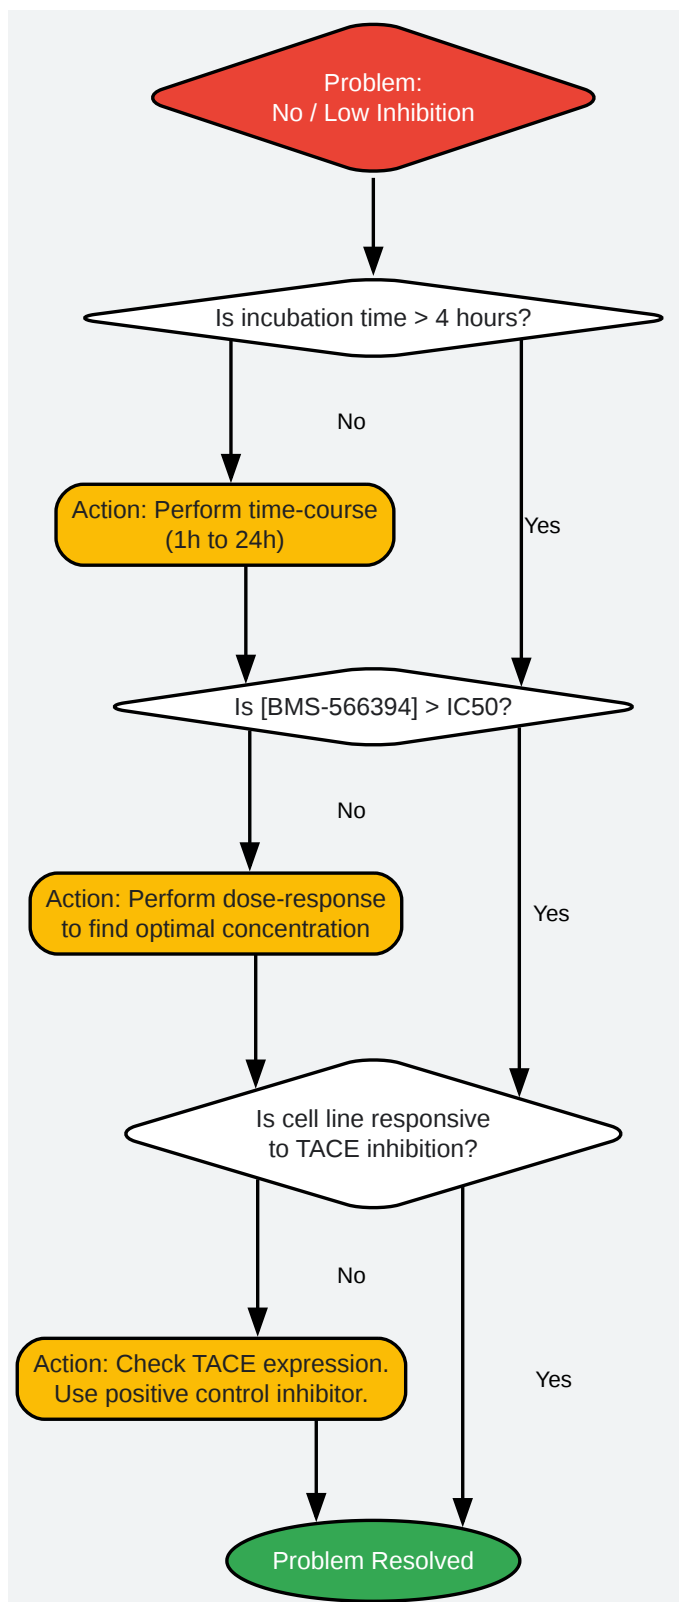 Problem:
No / Low Inhibition
Is incubation time > 4 hours?
No
Action: Perform time-course
(1h to 24h)
Yes
Is [BMS-566394] > IC50?
No
Action: Perform dose-response
to find optimal concentration
Yes
Is cell line responsive
to TACE inhibition?
No
Action: Check TACE expression.
Use positive control inhibitor.
Yes
Problem Resolved